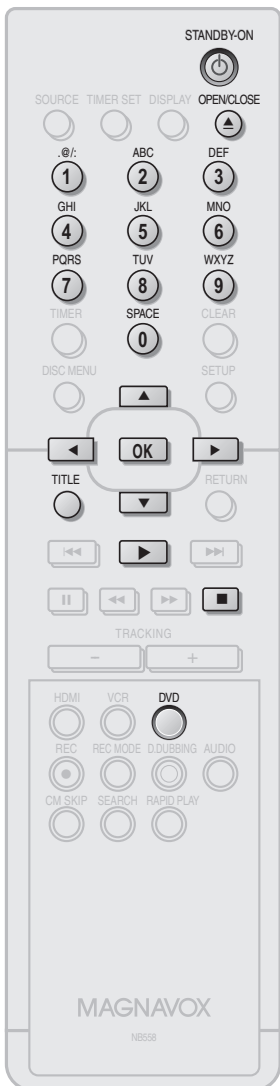 STANDBY-ON
SOURCE TIMER SET DISPLAY OPEN/CLOSE
.@/: ABC DEF
1 2 3
GHI JKL MNO
4 5 6
PQRS TUV WXYZ
7 8 9
TIMER SPACE CLEAR
0
DISC MENU SETUP
OK
TITLE RETURN
TRACKING
– +
HDMI VCR DVD
REC REC MODE D.DUBBING AUDIO
CM SKIP SEARCH RAPID PLAY
MAGNAVOX
NB558